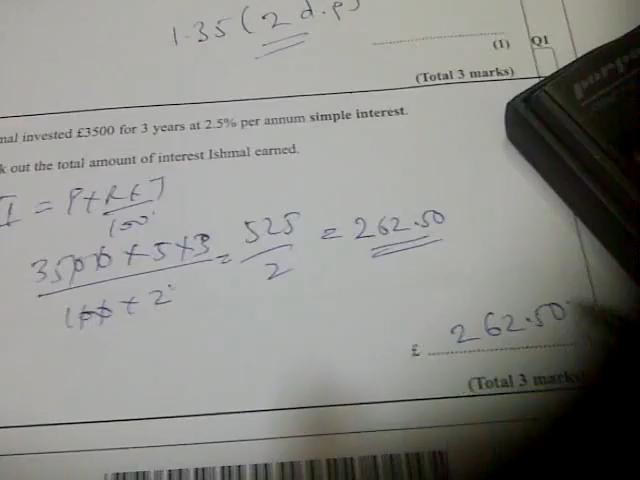 1.35 (2 d.p)
(1) Q1
(Total 3 marks)
mal invested £3500 for 3 years at 2.5% per annum simple interest.
k out the total amount of interest Ishmal earned.
I = P+R+T
100
3500 + 5 + 3 = 525 = 262.50
100 + 2 2
£ 262.50
(Total 3 marks